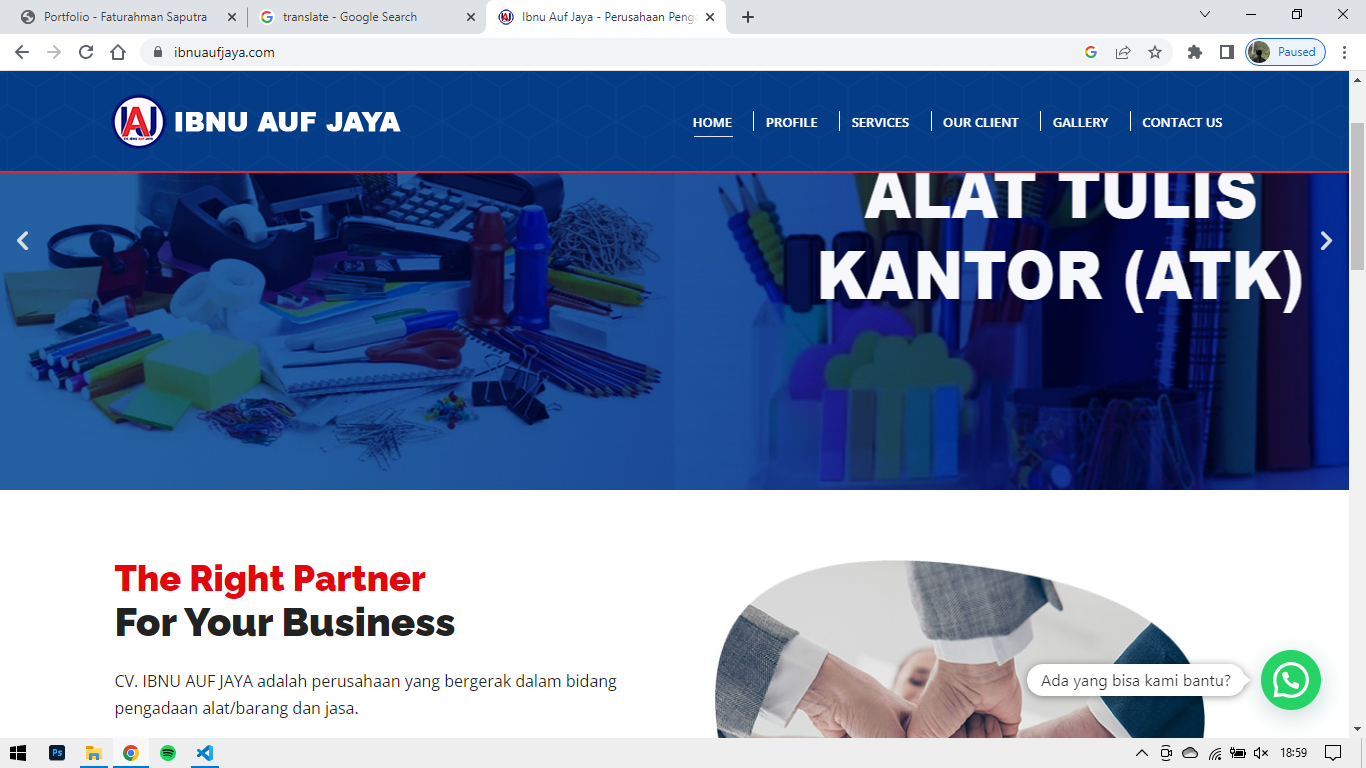 Portfolio - Faturahman Saputra
translate - Google Search
Ibnu Auf Jaya - Perusahaan Peng
ibnuaufjaya.com
Paused
IBNU AUF JAYA
HOME
PROFILE
SERVICES
OUR CLIENT
GALLERY
CONTACT US
ALAT TULIS
KANTOR (ATK)
The Right Partner
For Your Business
CV. IBNU AUF JAYA adalah perusahaan yang bergerak dalam bidang
pengadaan alat/barang dan jasa.
Ada yang bisa kami bantu?
Ps
18:59